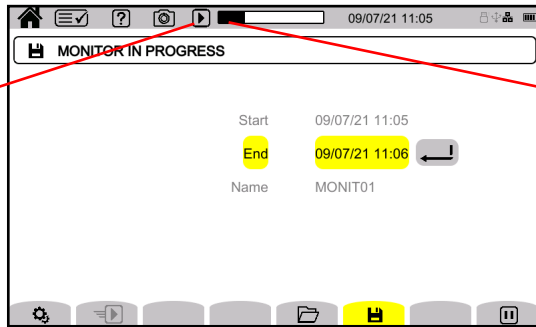 ? 09/07/21 11:05
MONITOR IN PROGRESS
Start 09/07/21 11:05
End 09/07/21 11:06
Name MONIT01